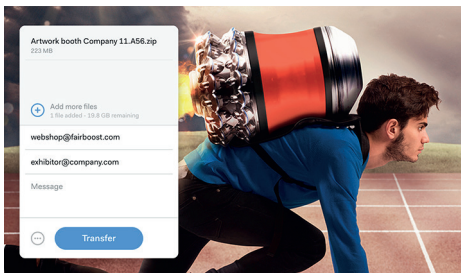 Artwork booth Company 11.A56.zip
223 MB
Add more files
1 file added - 19.8 GB remaining
webshop@fairboost.com
exhibitor@company.com
Message
Transfer